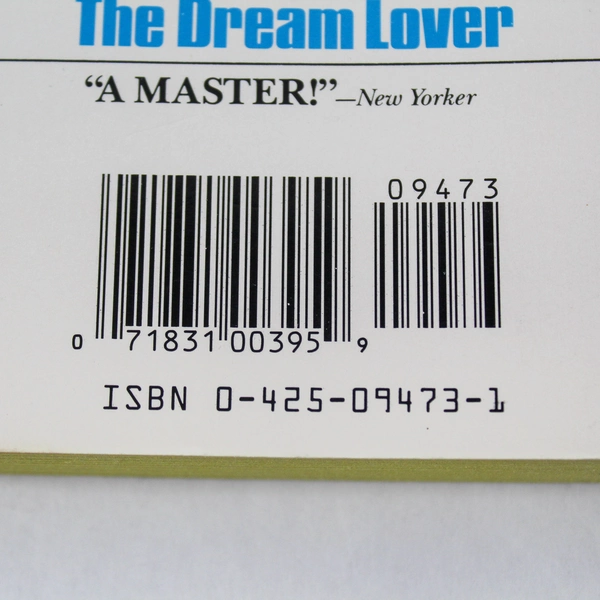 The Dream Lover
“A MASTER!”—New Yorker
09473
0 71831 00395 9
ISBN 0-425-09473-1